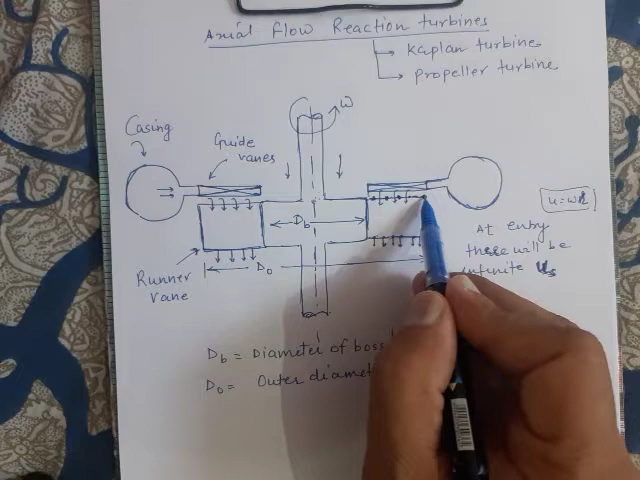 Axial Flow Reaction turbines
Kaplan turbines
propeller turbine
ω
Casing
Guide
vanes
u=ωr
Db
At entry
there will be
infinite us
Runner
vane
Do
Db = Diameter of boss
Do = Outer diamet